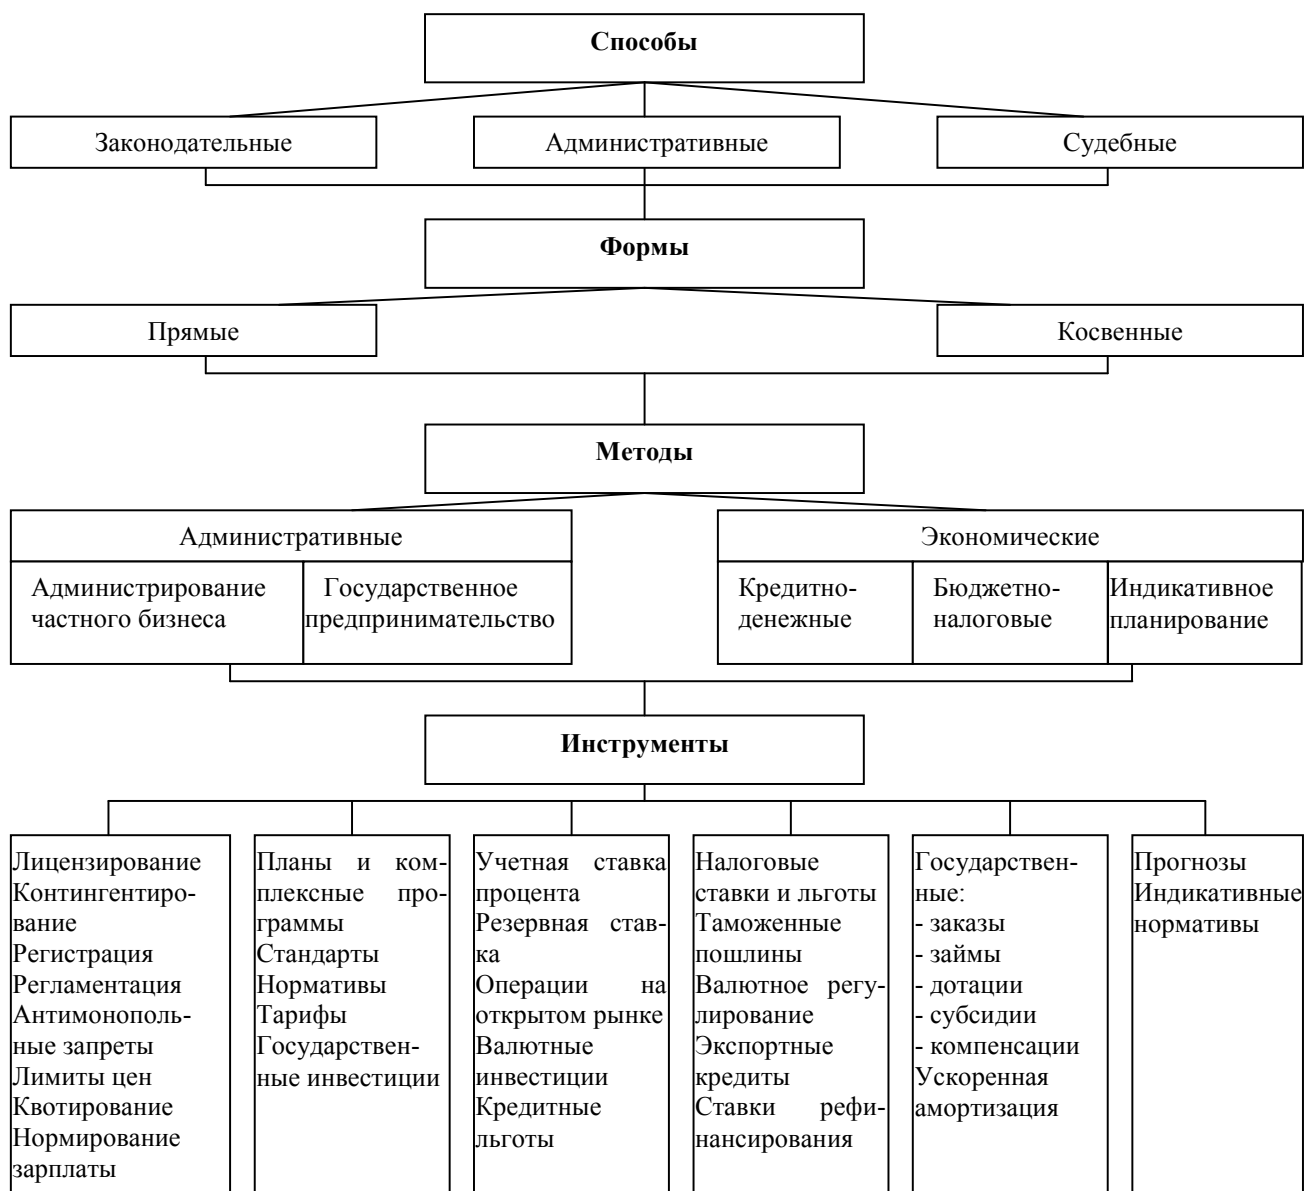 Способы
Законодательные
Административные
Судебные
Формы
Прямые
Косвенные
Методы
Административные
Экономические
Администрирование
частного бизнеса
Государственное
предпринимательство
Кредитно-
денежные
Бюджетно-
налоговые
Индикативное
планирование
Инструменты
Лицензирование
Контингентиро-
вание
Регистрация
Регламентация
Антимонополь-
ные запреты
Лимиты цен
Квотирование
Нормирование
зарплаты
Планы и ком-
плексные про-
граммы
Стандарты
Нормативы
Тарифы
Государствен-
ные инвестиции
Учетная ставка
процента
Резервная став-
ка
Операции на
открытом рынке
Валютные
инвестиции
Кредитные
льготы
Налоговые
ставки и льготы
Таможенные
пошлины
Валютное регу-
лирование
Экспортные
кредиты
Ставки рефи-
нансирования
Государствен-
ные:
- заказы
- займы
- дотации
- субсидии
- компенсации
Ускоренная
амортизация
Прогнозы
Индикативные
нормативы